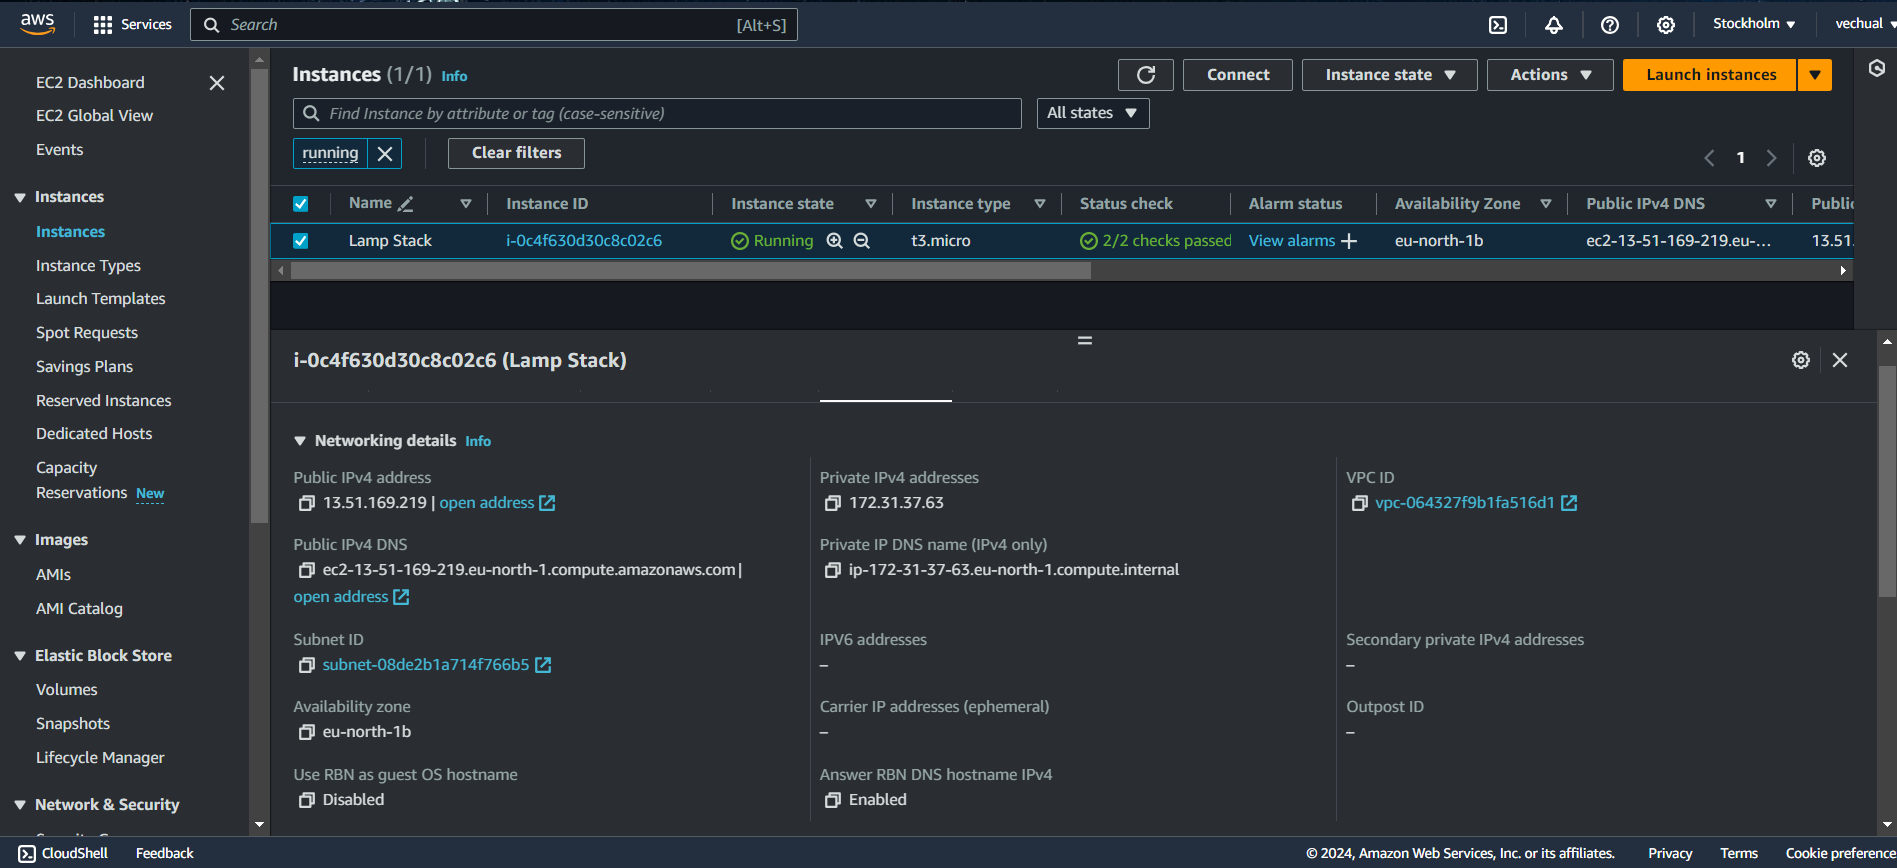 aws Services Search [Alt+S] Stockholm vechual
EC2 Dashboard
EC2 Global View
Events
Instances
Instances
Instance Types
Launch Templates
Spot Requests
Savings Plans
Reserved Instances
Dedicated Hosts
Capacity
Reservations New
Images
AMIs
AMI Catalog
Elastic Block Store
Volumes
Snapshots
Lifecycle Manager
Network & Security
Instances (1/1) Info Connect Instance state Actions Launch instances
Find Instance by attribute or tag (case-sensitive) All states
running Clear filters 1
Name Instance ID Instance state Instance type Status check Alarm status Availability Zone Public IPv4 DNS Public
Lamp Stack i-0c4f630d30c8c02c6 Running t3.micro 2/2 checks passed View alarms eu-north-1b ec2-13-51-169-219.eu-... 13.51.
i-0c4f630d30c8c02c6 (Lamp Stack)
Networking details Info
Public IPv4 address Private IPv4 addresses VPC ID
13.51.169.219 | open address 172.31.37.63 vpc-064327f9b1fa516d1
Public IPv4 DNS Private IP DNS name (IPv4 only)
ec2-13-51-169-219.eu-north-1.compute.amazonaws.com | ip-172-31-37-63.eu-north-1.compute.internal
open address
Subnet ID IPV6 addresses Secondary private IPv4 addresses
subnet-08de2b1a714f766b5 – –
Availability zone Carrier IP addresses (ephemeral) Outpost ID
eu-north-1b – –
Use RBN as guest OS hostname Answer RBN DNS hostname IPv4
Disabled Enabled
CloudShell Feedback © 2024, Amazon Web Services, Inc. or its affiliates. Privacy Terms Cookie preference